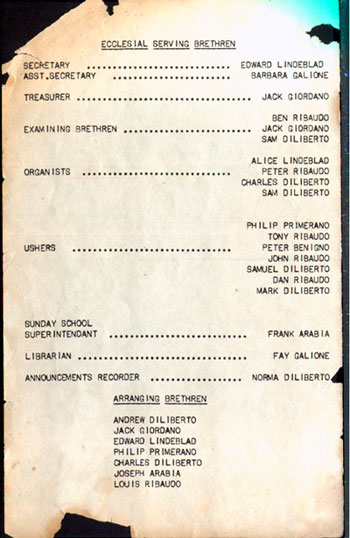 ECCLESIAL SERVING BRETHREN
SECRETARY .......................... EDWARD LINDEBLAD
ASST.SECRETARY ..................... BARBARA GALIONE
TREASURER .......................... JACK GIORDANO
BEN RIBAUDO
EXAMINING BRETHREN ................. JACK GIORDANO
SAM DILIBERTO
ALICE LINDEBLAD
ORGANISTS .......................... PETER RIBAUDO
CHARLES DILIBERTO
SAM DILIBERTO
PHILIP PRIMERANO
TONY RIBAUDO
USHERS ............................. PETER BENIGNO
JOHN RIBAUDO
SAMUEL DILIBERTO
DAN RIBAUDO
MARK DILIBERTO
SUNDAY SCHOOL
SUPERINTENDANT ..................... FRANK ARABIA
LIBRARIAN .......................... FAY GALIONE
ANNOUNCEMENTS RECORDER ............. NORMA DILIBERTO
ARRANGING BRETHREN
ANDREW DILIBERTO
JACK GIORDANO
EDWARD LINDEBLAD
PHILIP PRIMERANO
CHARLES DILIBERTO
JOSEPH ARABIA
LOUIS RIBAUDO